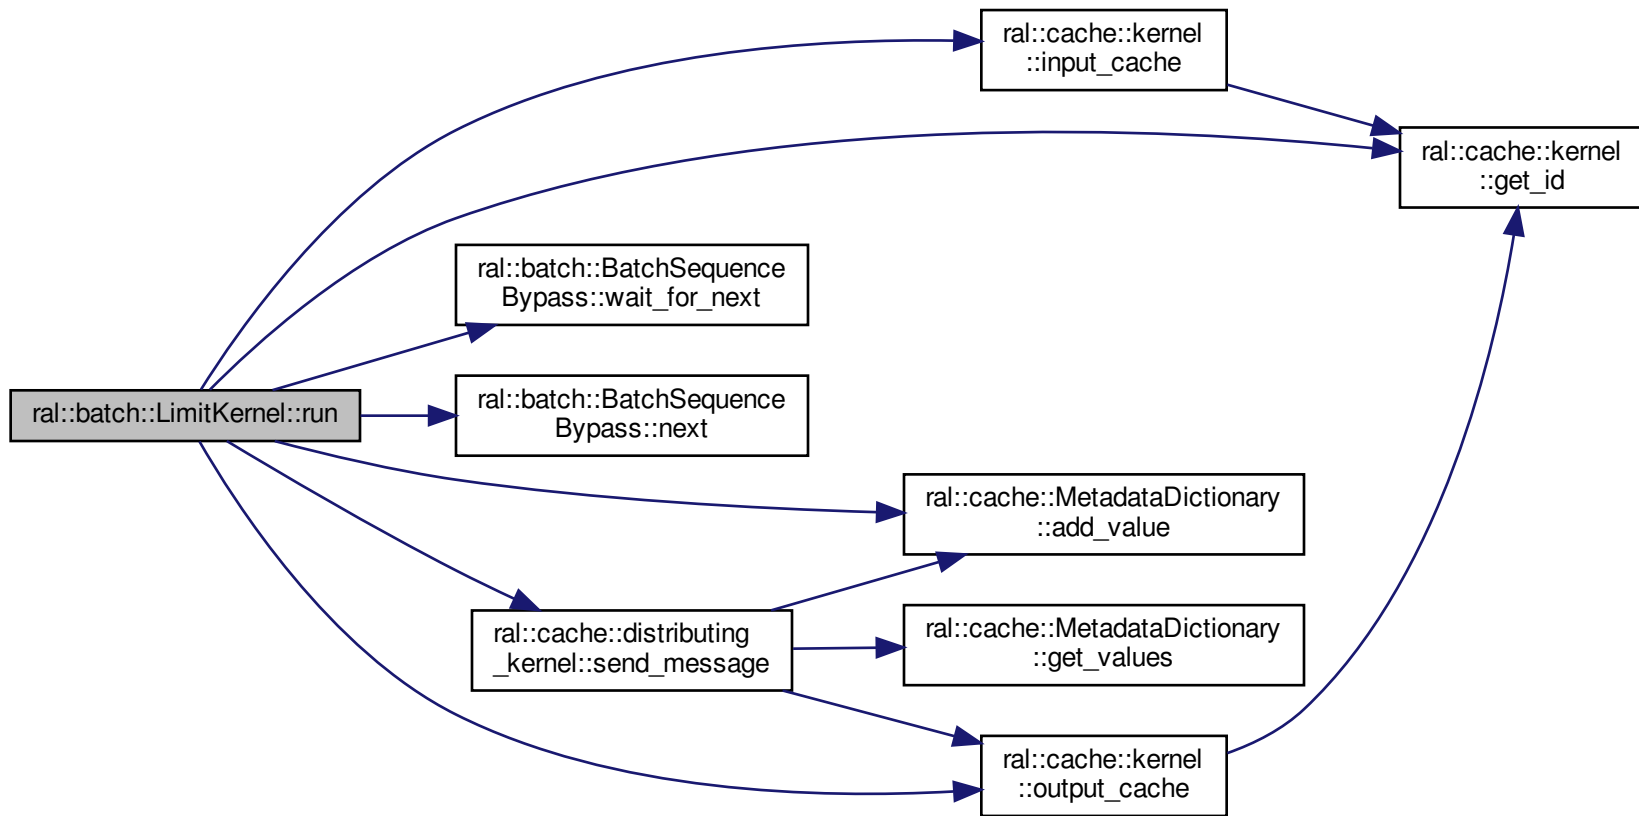 ral::cache::kernel
::input_cache
ral::cache::kernel
::get_id
ral::batch::BatchSequence
Bypass::wait_for_next
ral::batch::LimitKernel::run
ral::batch::BatchSequence
Bypass::next
ral::cache::MetadataDictionary
::add_value
ral::cache::distributing
_kernel::send_message
ral::cache::MetadataDictionary
::get_values
ral::cache::kernel
::output_cache